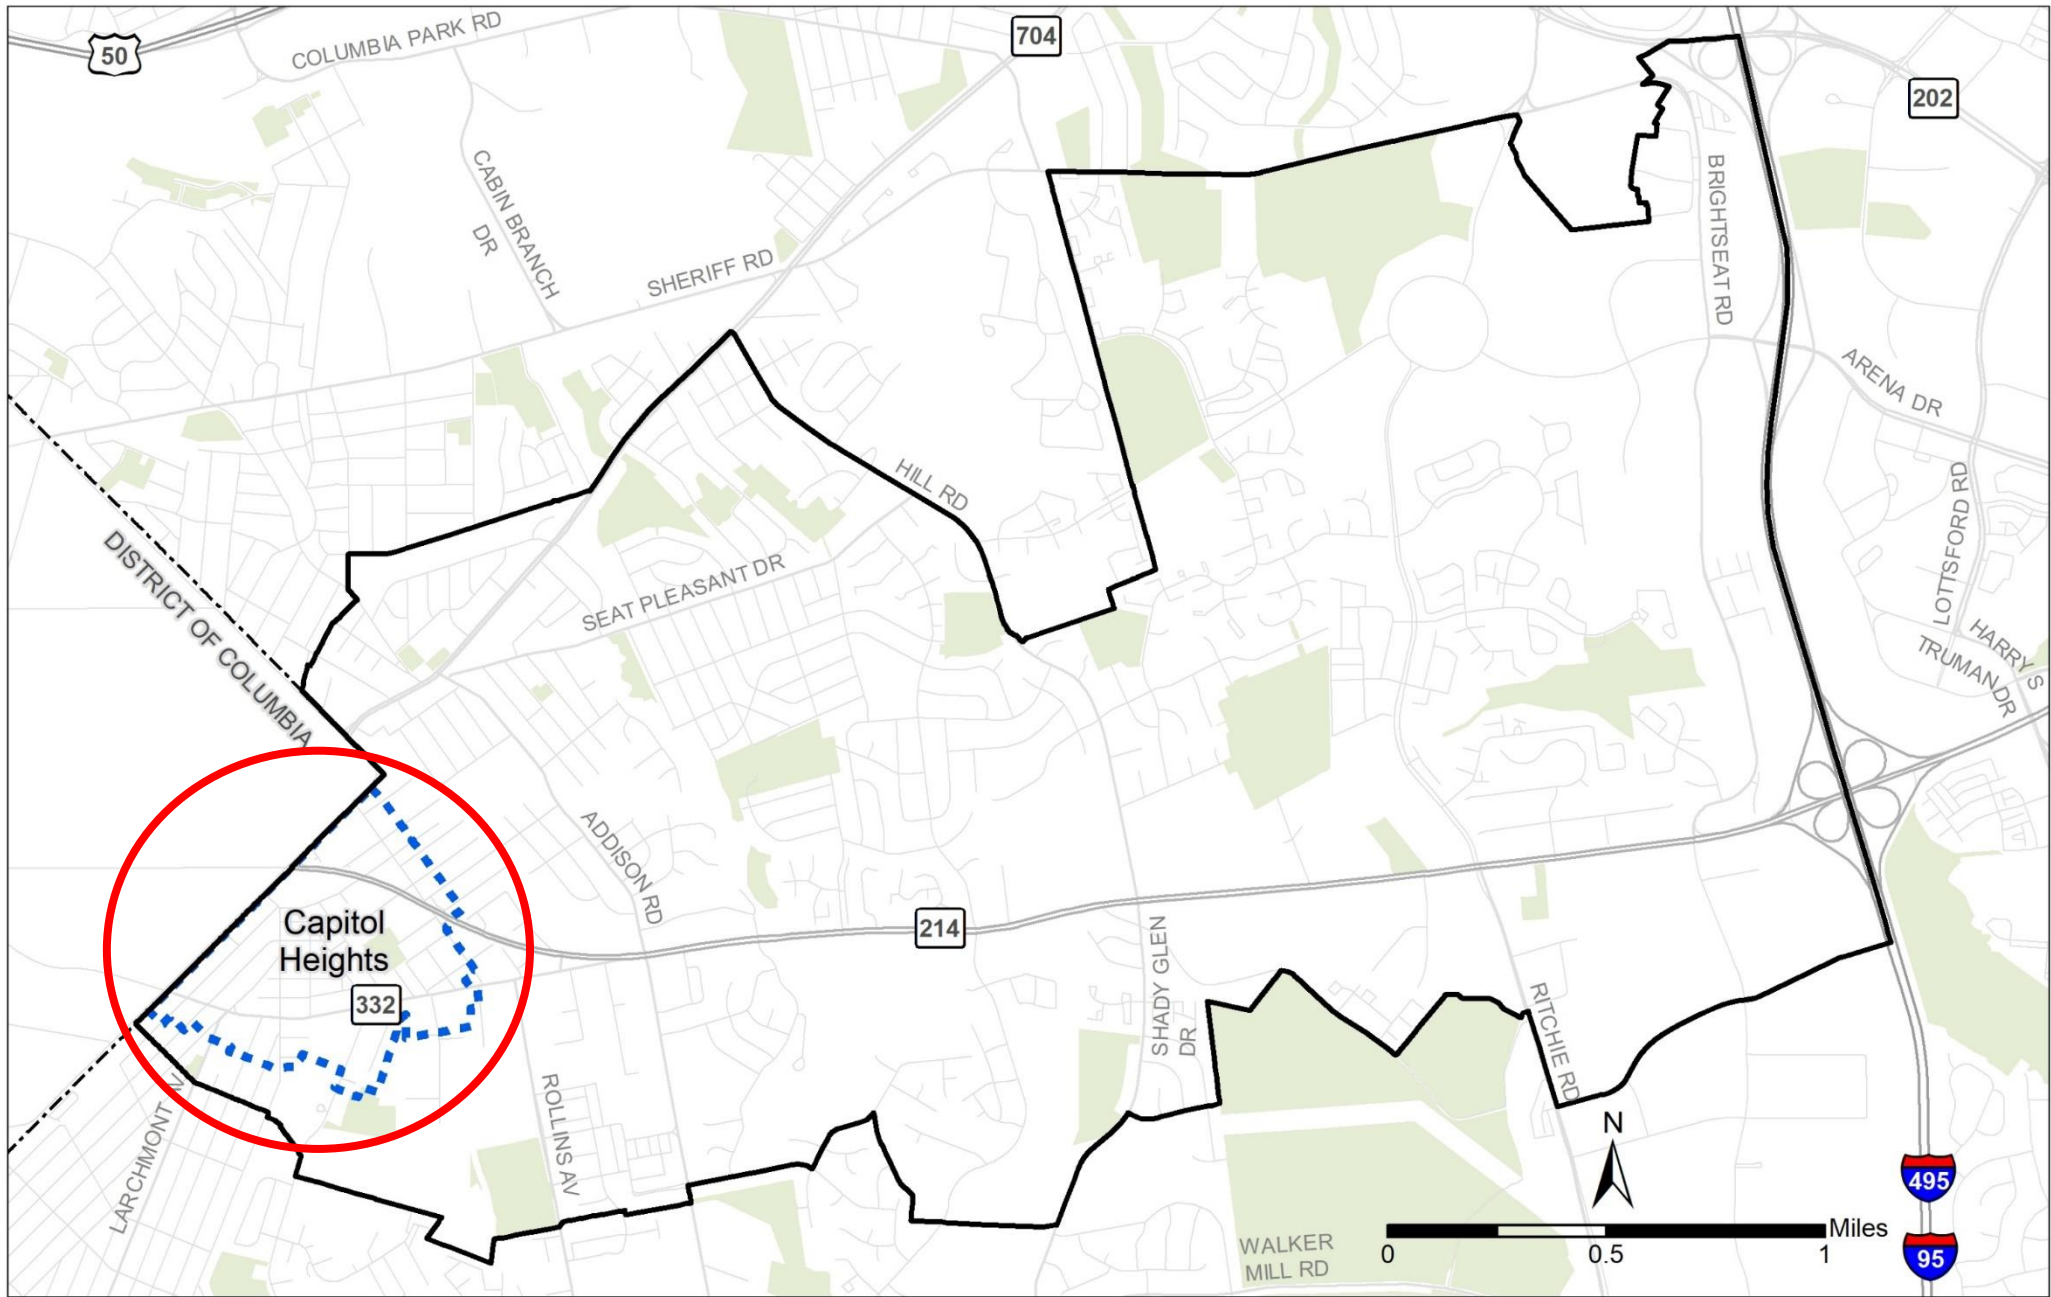 50
COLUMBIA PARK RD
704
202
CABIN BRANCH
DR
SHERIFF RD
BRIGHTSEAT RD
ARENA DR
HILL RD
LOTTSFORD RD
DISTRICT OF COLUMBIA
SEAT PLEASANT DR
HARRY S
TRUMAN DR
ADDISON RD
Capitol
Heights
214
332
SHADY GLEN
DR
RITCHIE RD
LARCHMONT
ROLLINS AV
N
495
Miles
0
0.5
1
WALKER
MILL RD
95